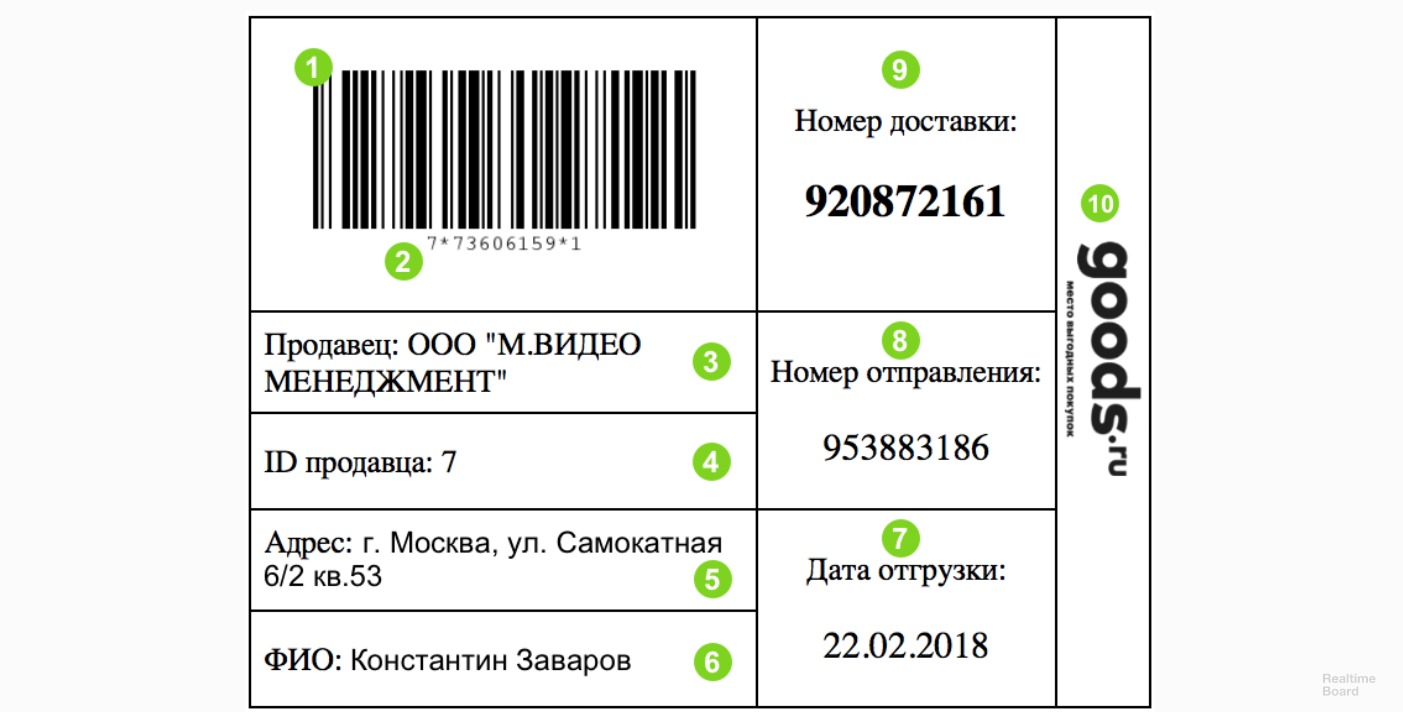 1
7*73606159*1
2
Продавец: ООО "М.ВИДЕО
МЕНЕДЖМЕНТ"
3
ID продавца: 7
4
Адрес: г. Москва, ул. Самокатная
6/2 кв.53
5
ФИО: Константин Заваров
6
9
Номер доставки:
920872161
8
Номер отправления:
953883186
7
Дата отгрузки:
22.02.2018
10
goods.ru
место выгодных покупок
Realtime
Board